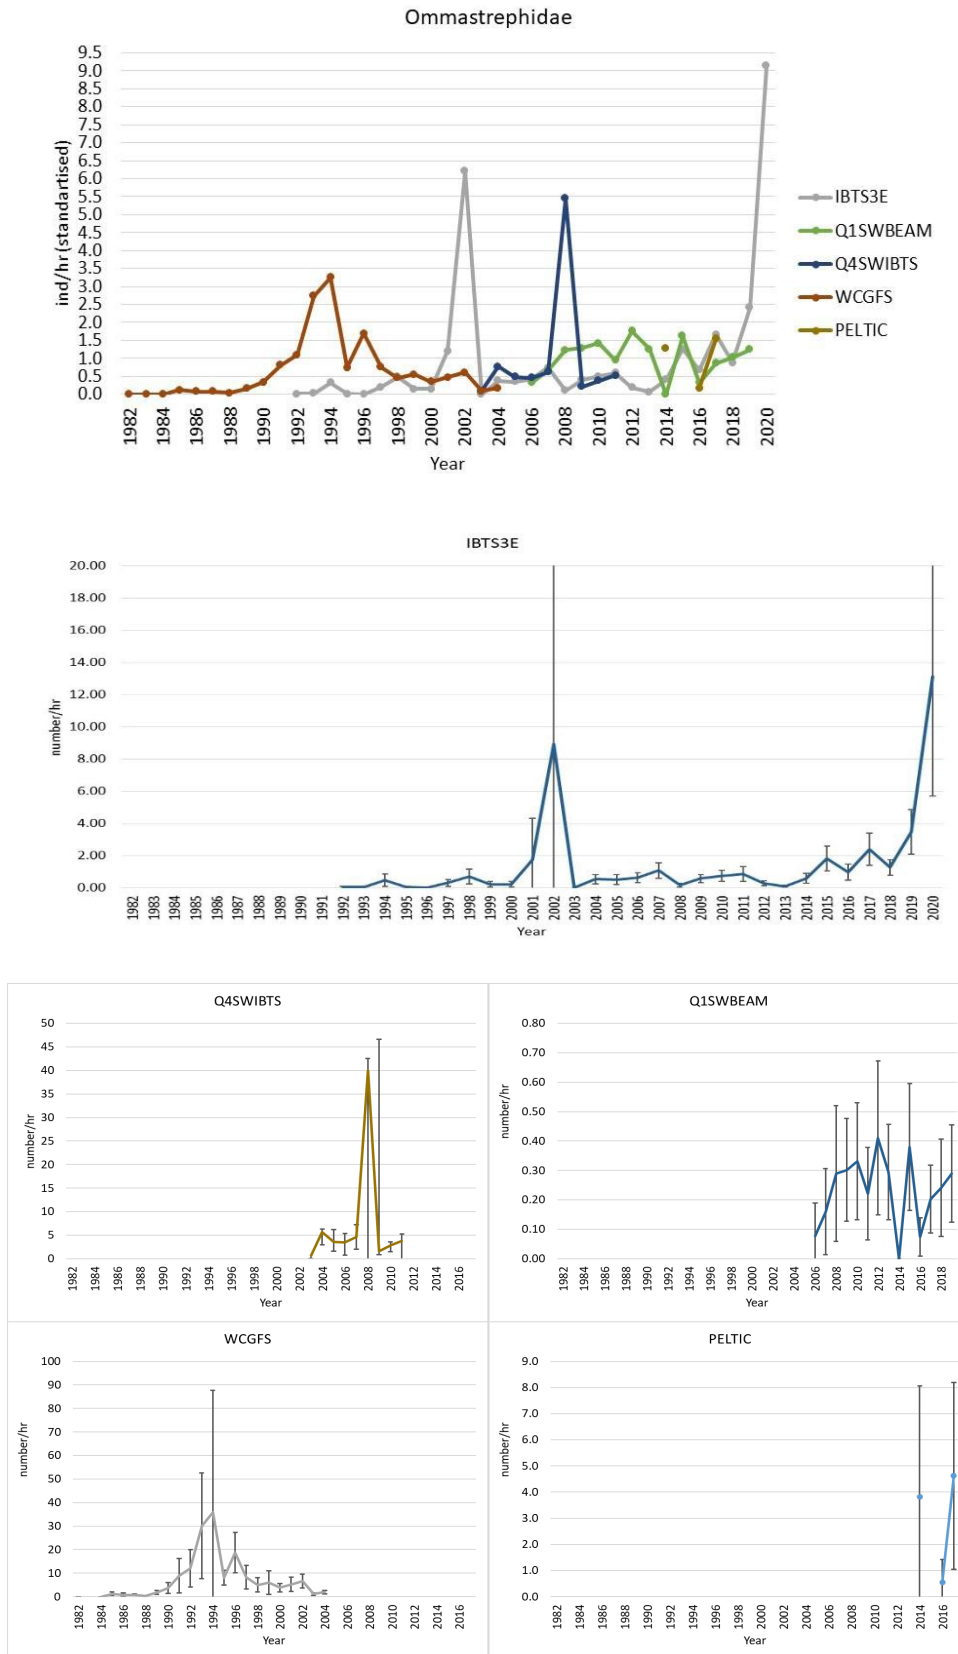 Ommastrephidae
9.5
9.0
8.5
8.0
7.5
7.0
6.5
6.0
5.5
5.0
4.5
4.0
3.5
3.0
2.5
2.0
1.5
1.0
0.5
0.0
ind/hr (standartised)
1982 1984 1986 1988 1990 1992 1994 1996 1998 2000 2002 2004 2006 2008 2010 2012 2014 2016 2018 2020
Year
IBTS3E
Q1SWBEAM
Q4SWIBTS
WCGFS
PELTIC
IBTS3E
20.00
18.00
16.00
14.00
12.00
10.00
8.00
6.00
4.00
2.00
0.00
number/hr
1982 1983 1984 1985 1986 1987 1988 1989 1990 1991 1992 1993 1994 1995 1996 1997 1998 1999 2000 2001 2002 2003 2004 2005 2006 2007 2008 2009 2010 2011 2012 2013 2014 2015 2016 2017 2018 2019 2020
Year
Q4SWIBTS
50
45
40
35
30
25
20
15
10
5
0
number/hr
1982 1984 1986 1988 1990 1992 1994 1996 1998 2000 2002 2004 2006 2008 2010 2012 2014 2016
Year
Q1SWBEAM
0.80
0.70
0.60
0.50
0.40
0.30
0.20
0.10
0.00
number/hr
1982 1984 1986 1988 1990 1992 1994 1996 1998 2000 2002 2004 2006 2008 2010 2012 2014 2016 2018
Year
WCGFS
100
90
80
70
60
50
40
30
20
10
0
number/hr
1982 1984 1986 1988 1990 1992 1994 1996 1998 2000 2002 2004 2006 2008 2010 2012 2014 2016
Year
PELTIC
9.0
8.0
7.0
6.0
5.0
4.0
3.0
2.0
1.0
0.0
number/hr
1982 1984 1986 1988 1990 1992 1994 1996 1998 2000 2002 2004 2006 2008 2010 2012 2014 2016
Year